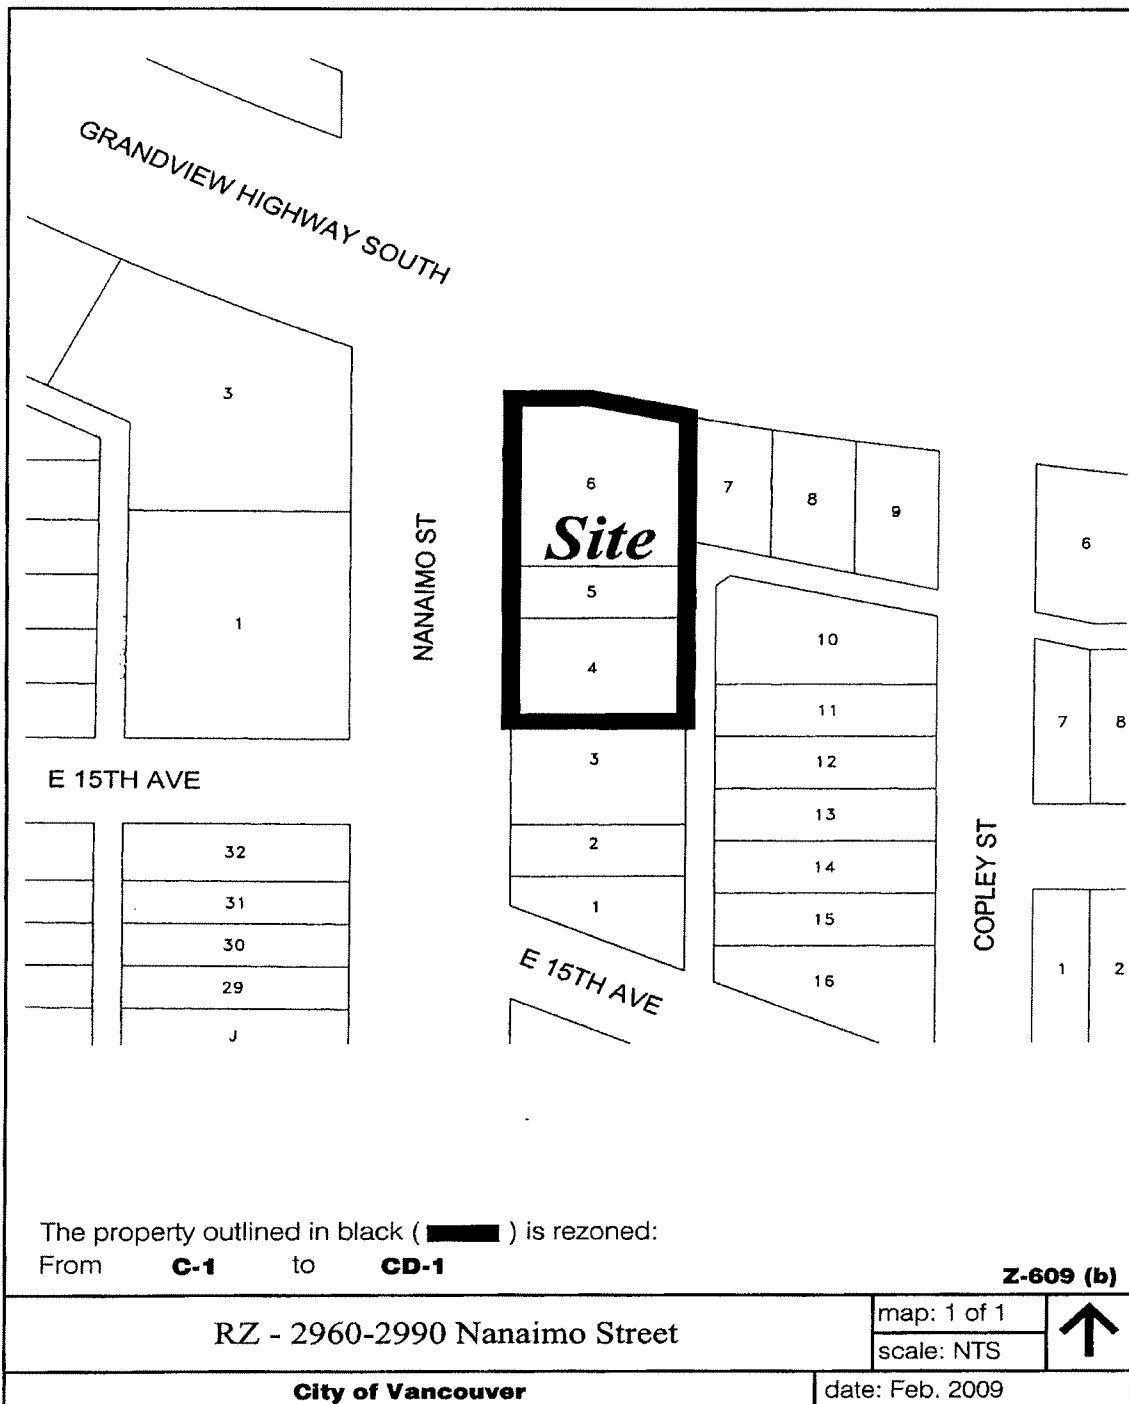 GRANDVIEW HIGHWAY SOUTH
3
1
NANAIMO ST
6
Site
5
4
7
8
9
6
10
11
12
13
14
15
16
7
8
3
2
1
E 15TH AVE
32
31
30
29
J
E 15TH AVE
COPLEY ST
1
2
The property outlined in black ( ) is rezoned:
From C-1 to CD-1
Z-609 (b)
RZ - 2960-2990 Nanaimo Street
map: 1 of 1
scale: NTS
City of Vancouver
date: Feb. 2009